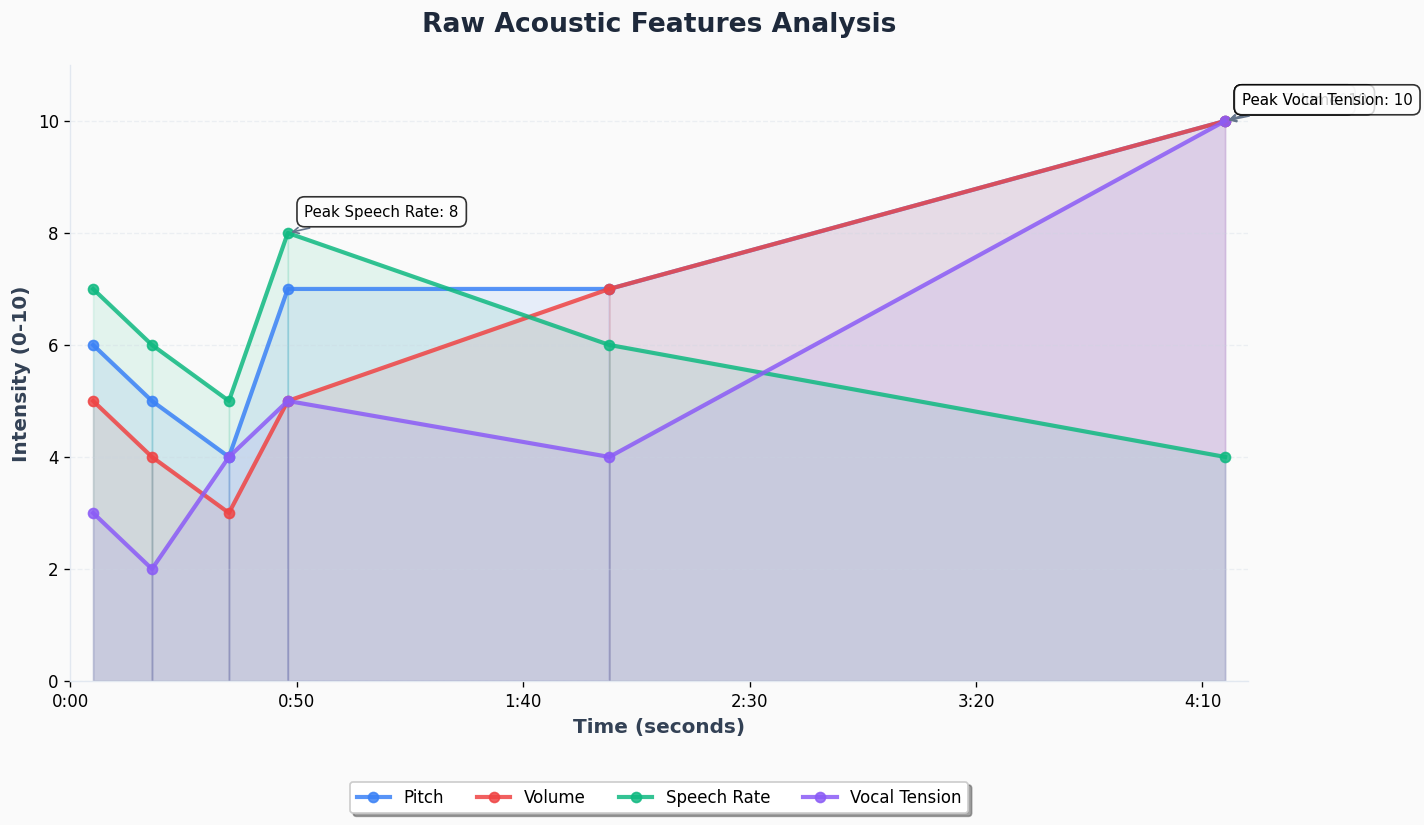 Raw Acoustic Features Analysis
Peak Vocal Tension: 10
10
Peak Speech Rate: 8
8
6
4
2
0
Intensity (0-10)
0:00 0:50 1:40 2:30 3:20 4:10
Time (seconds)
Pitch Volume Speech Rate Vocal Tension